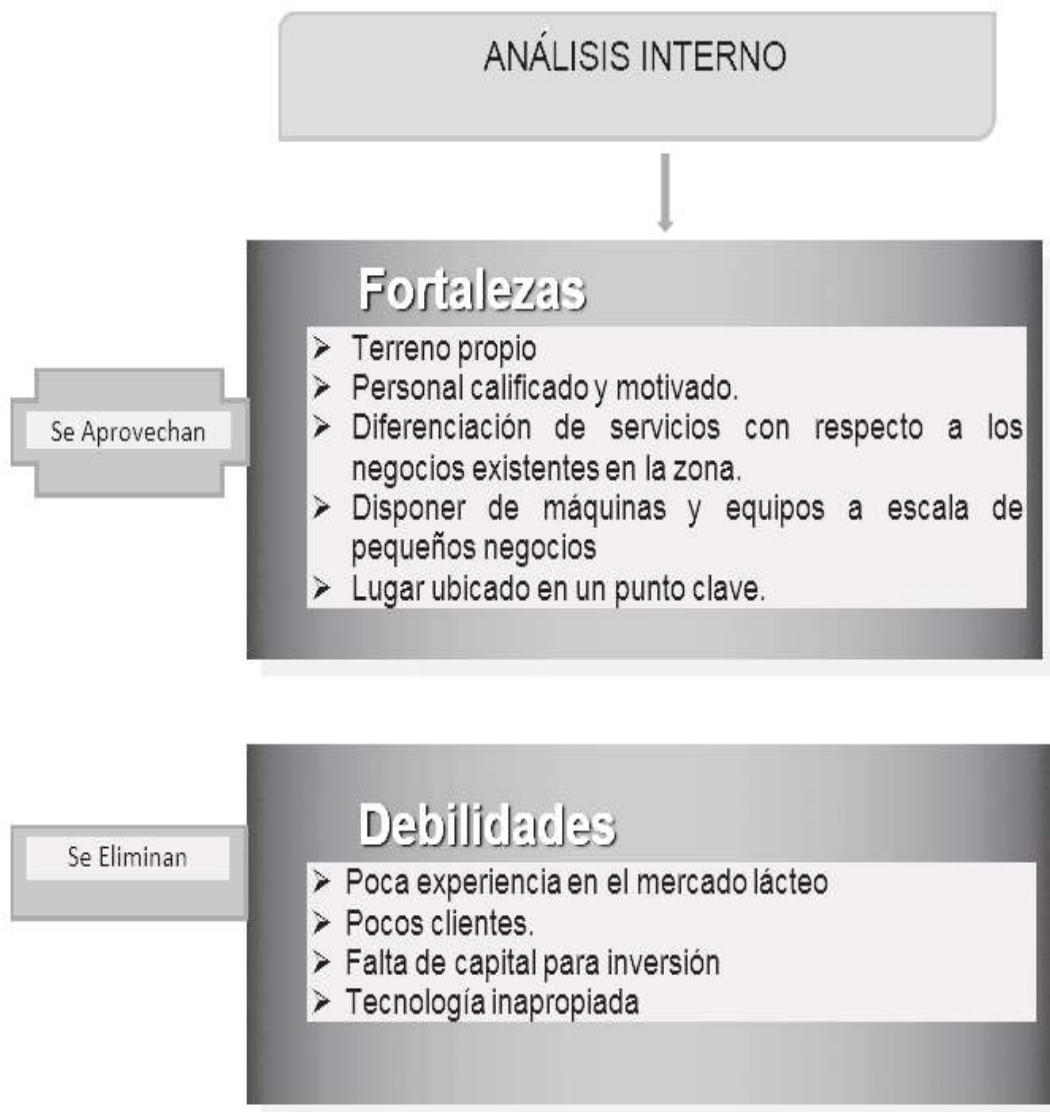 ANÁLISIS INTERNO
Fortalezas
➤ Terreno propio
➤ Personal calificado y motivado.
➤ Diferenciación de servicios con respecto a los
negocios existentes en la zona.
➤ Disponer de máquinas y equipos a escala de
pequeños negocios
➤ Lugar ubicado en un punto clave.
Se Aprovechan
Debilidades
➤ Poca experiencia en el mercado lácteo
➤ Pocos clientes.
➤ Falta de capital para inversión
➤ Tecnología inapropiada
Se Eliminan